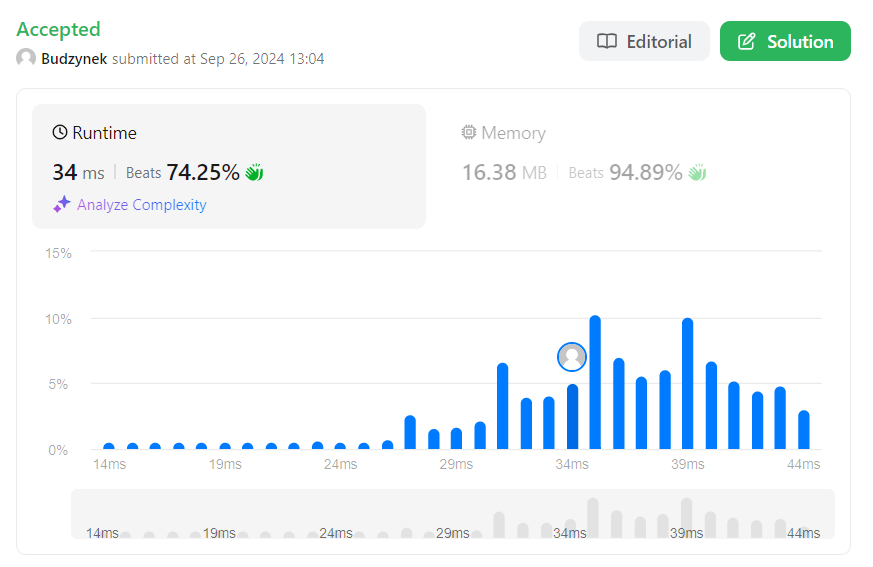 Accepted
Budzynek submitted at Sep 26, 2024 13:04
Editorial
Solution
Runtime
34 ms Beats 74.25%
Analyze Complexity
Memory
16.38 MB Beats 94.89%
15%
10%
5%
0%
14ms 19ms 24ms 29ms 34ms 39ms 44ms
14ms 19ms 24ms 29ms 34ms 39ms 44ms